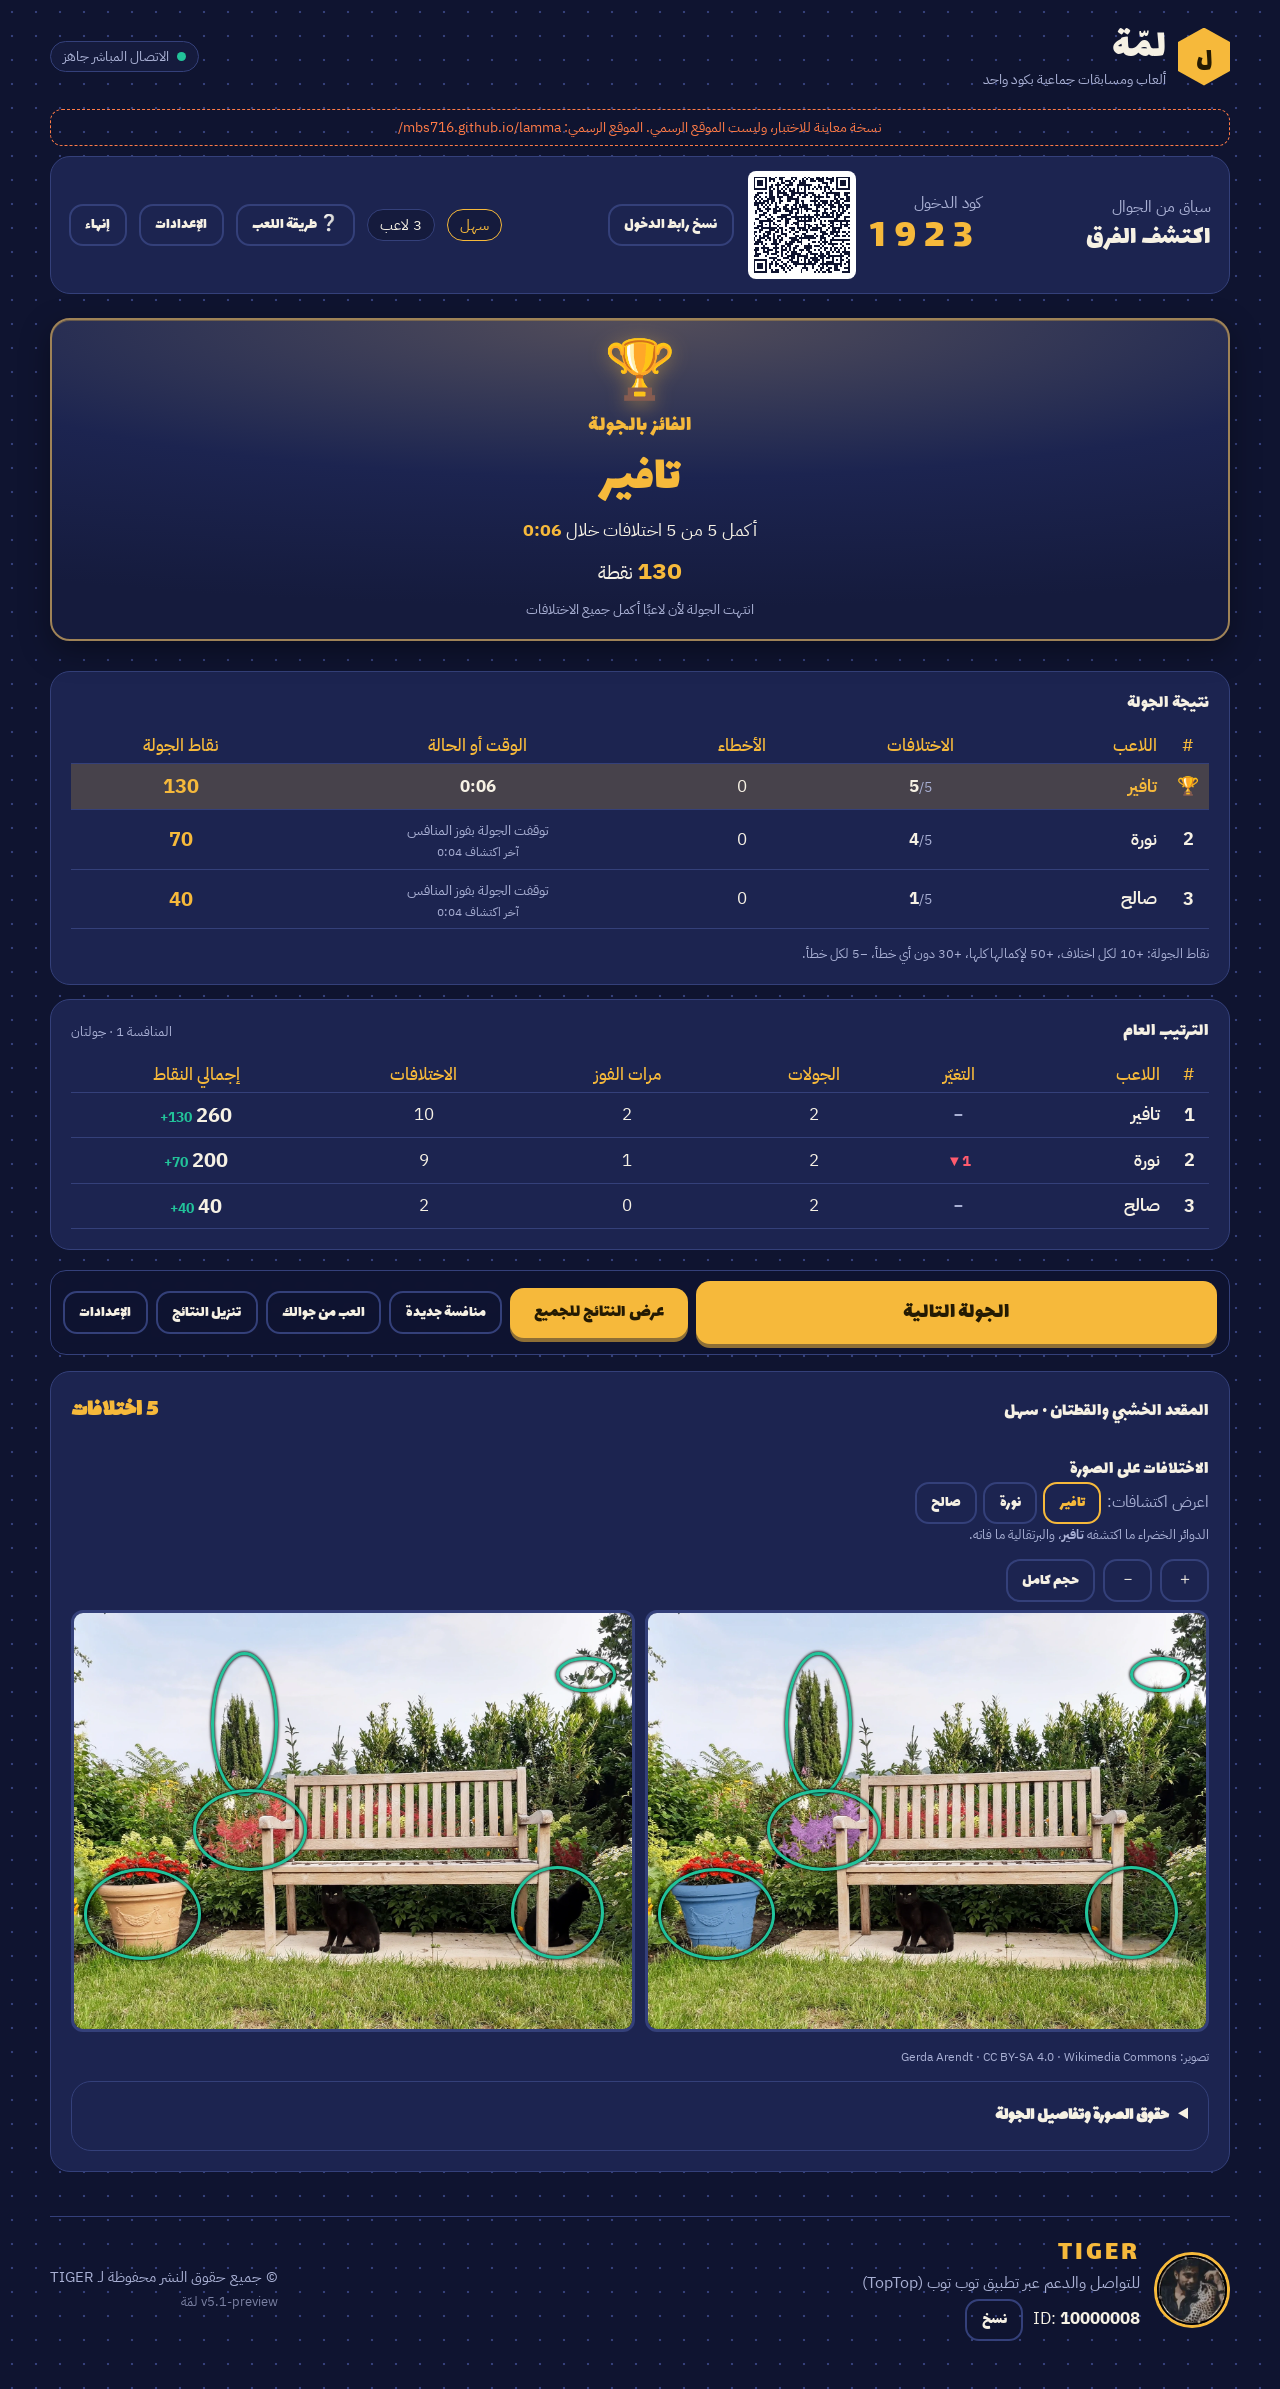 ل
لمّة
ألعاب ومسابقات جماعية بكود واحد
الاتصال المباشر جاهز
نسخة معاينة للاختبار، وليست الموقع الرسمي. الموقع الرسمي: mbs716.github.io/lamma/.
سباق من الجوال
اكتشف الفرق
كود الدخول
1923
نسخ رابط الدخول
سهل
3 لاعب
❔ طريقة اللعب
الإعدادات
إنهاء
الفائز بالجولة
تافير
أكمل 5 من 5 اختلافات خلال 0:06
130 نقطة
انتهت الجولة لأن لاعبًا أكمل جميع الاختلافات
نتيجة الجولة
# اللاعب الاختلافات الأخطاء الوقت أو الحالة نقاط الجولة
🏆 تافير 5/5 0 0:06 130
2 نورة 4/5 0 توقفت الجولة بفوز المنافس 70
آخر اكتشاف 0:04
3 صالح 1/5 0 توقفت الجولة بفوز المنافس 40
آخر اكتشاف 0:04
نقاط الجولة: +10 لكل اختلاف، +50 لإكمالها كلها، +30 دون أي خطأ، −5 لكل خطأ.
الترتيب العام
المنافسة 1 · جولتان
# اللاعب التغيّر الجولات مرات الفوز الاختلافات إجمالي النقاط
1 تافير – 2 2 10 260 +130
2 نورة ▼1 2 1 9 200 +70
3 صالح – 2 0 2 40 +40
الجولة التالية
عرض النتائج للجميع
منافسة جديدة
العب من جوالك
تنزيل النتائج
الإعدادات
المقعد الخشبي والقطتان · سهل
5 اختلافات
الاختلافات على الصورة
اعرض اكتشافات: تافير نورة صالح
الدوائر الخضراء ما اكتشفه تافير، والبرتقالية ما فاته.
+ − حجم كامل
تصوير: Gerda Arendt · CC BY-SA 4.0 · Wikimedia Commons
◀ حقوق الصورة وتفاصيل الجولة
TIGER
للتواصل والدعم عبر تطبيق توب توب (TopTop)
ID: 10000008
نسخ
© جميع حقوق النشر محفوظة لـ TIGER
لمّة v5.1-preview